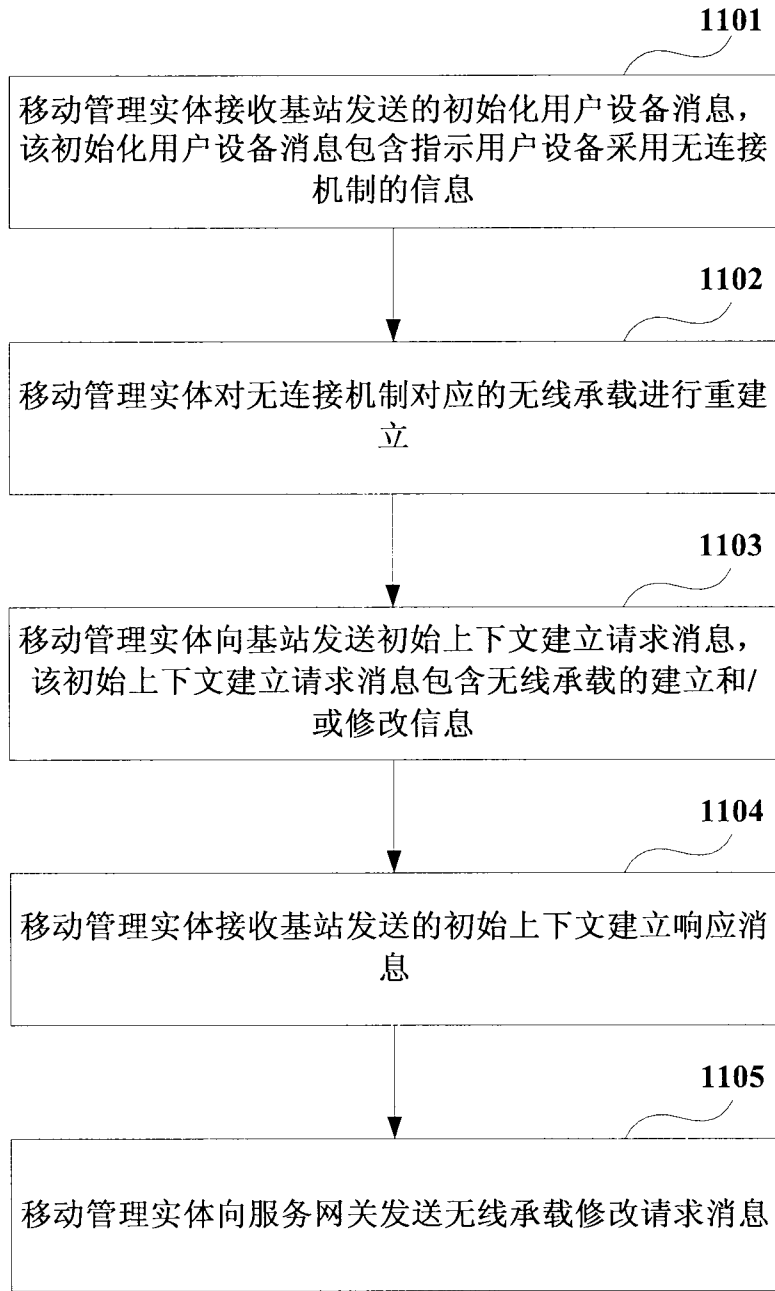 1101
移动管理实体接收基站发送的初始化用户设备消息，
该初始化用户设备消息包含指示用户设备采用无连接
机制的信息
1102
移动管理实体对无连接机制对应的无线承载进行重建
立
1103
移动管理实体向基站发送初始上下文建立请求消息，
该初始上下文建立请求消息包含无线承载的建立和/
或修改信息
1104
移动管理实体接收基站发送的初始上下文建立响应消
息
1105
移动管理实体向服务网关发送无线承载修改请求消息